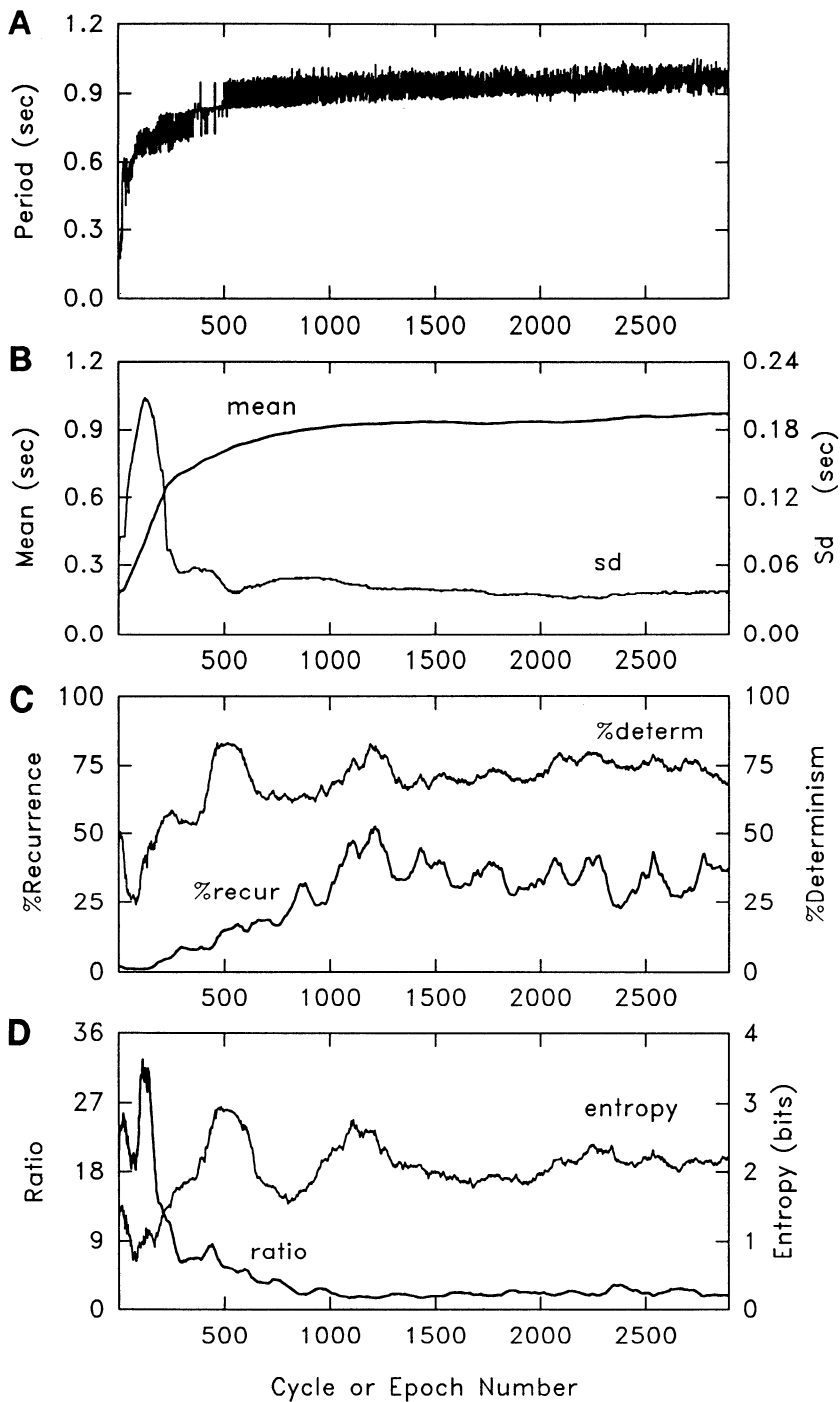 A
Period (sec)
1.2
0.9
0.6
0.3
0.0
500 1000 1500 2000 2500
B
Mean (sec)
1.2
0.9
0.6
0.3
0.0
mean
sd
0.24
0.18
0.12
0.06
0.00
Sd (sec)
500 1000 1500 2000 2500
C
%Recurrence
100
75
50
25
0
%determ
%recur
100
75
50
25
0
%Determinism
500 1000 1500 2000 2500
D
Ratio
36
27
18
9
0
entropy
ratio
4
3
2
1
0
Entropy (bits)
500 1000 1500 2000 2500
Cycle or Epoch Number